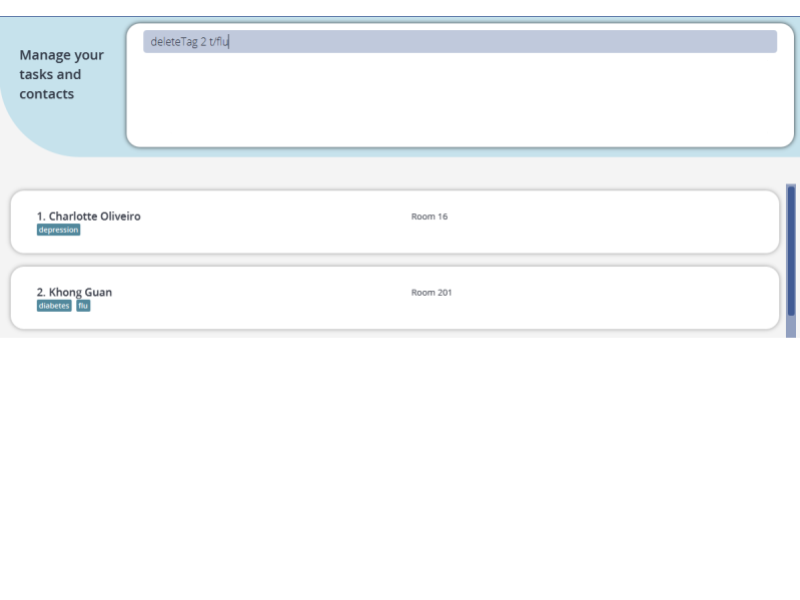 Manage your
tasks and
contacts
deleteTag 2 t/flu
1. Charlotte Oliveiro
Room 16
depression
2. Khong Guan
Room 201
diabetes flu